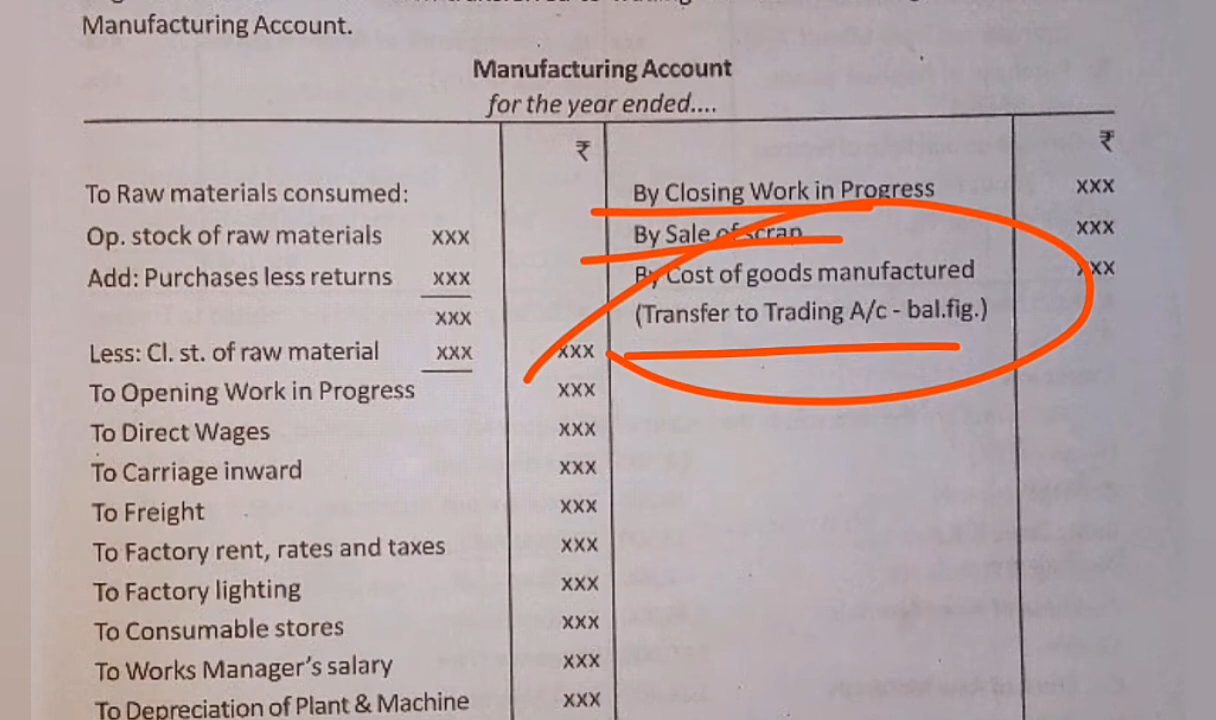 Manufacturing Account.
Manufacturing Account
for the year ended....
₹ ₹
To Raw materials consumed: By Closing Work in Progress xxx
Op. stock of raw materials xxx By Sale of scrap xxx
Add: Purchases less returns xxx By Cost of goods manufactured xxx
xxx (Transfer to Trading A/c - bal.fig.)
Less: Cl. st. of raw material xxx xxx
To Opening Work in Progress xxx
To Direct Wages xxx
To Carriage inward xxx
To Freight xxx
To Factory rent, rates and taxes xxx
To Factory lighting xxx
To Consumable stores xxx
To Works Manager's salary xxx
To Depreciation of Plant & Machine xxx